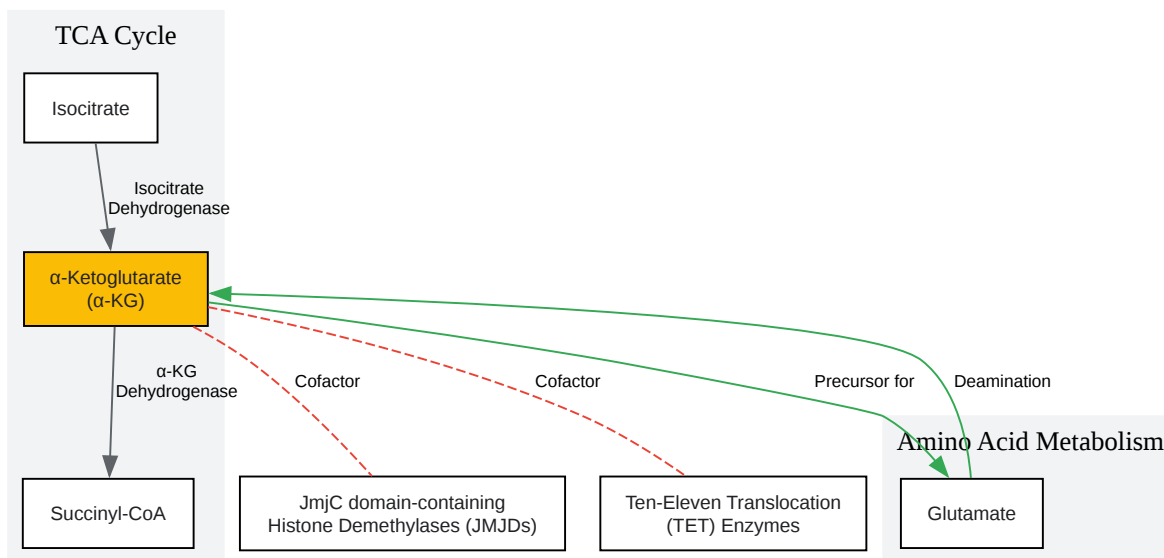 TCA Cycle
Isocitrate
Isocitrate
Dehydrogenase
α-Ketoglutarate
(α-KG)
α-KG
Dehydrogenase
Cofactor
Cofactor
Precursor for
Deamination
Amino Acid Metabolism
Succinyl-CoA
JmjC domain-containing
Histone Demethylases (JMJDs)
Ten-Eleven Translocation
(TET) Enzymes
Glutamate